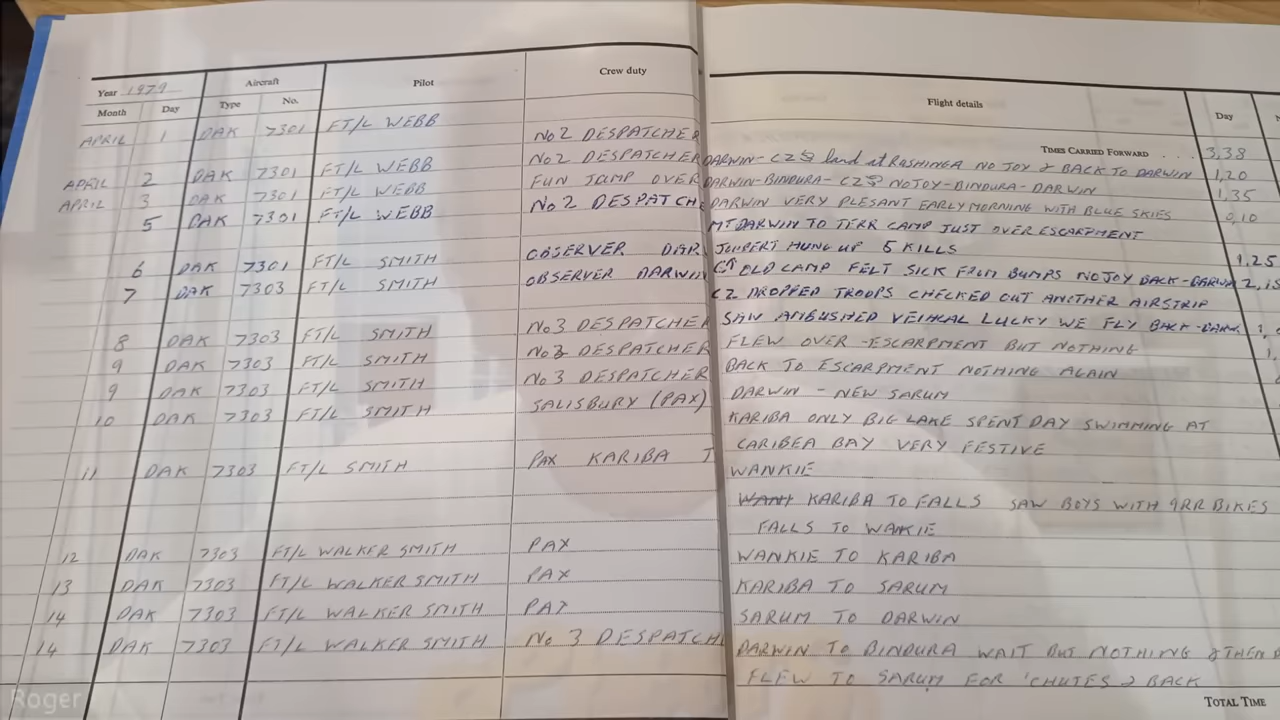 Year 1979
Aircraft
Pilot
Crew duty
Month Day Type No.
APRIL 1 DAK 7301 FT/L WEBB No 2 DESPATCHER
No 2 DESPATCHER
APRIL 2 DAK 7301 FT/L WEBB FUN JUMP OVER
APRIL 3 DAK 7301 FT/L WEBB No 2 DESPATCHE
5 DAK 7301 FT/L WEBB
OBSERVER DAR
6 DAK 7301 FT/L SMITH OBSERVER DARWIN
7 DAK 7303 FT/L SMITH
No 3 DESPATCHER
8 DAK 7303 FT/L SMITH No 3 DESPATCHER
9 DAK 7303 FT/L SMITH No 3 DESPATCHER
9 DAK 7303 FT/L SMITH SALISBURY (PAX)
10 DAK 7303 FT/L SMITH
11 DAK 7303 FT/L SMITH PAX KARIBA T
12 DAK 7303 FT/L WALKER SMITH PAX
13 DAK 7303 FT/L WALKER SMITH PAX
14 DAK 7303 FT/L WALKER SMITH PAX
14 DAK 7303 FT/L WALKER SMITH No 3 DESPATCH
Roger
Flight details
Day
TIMES CARRIED FORWARD . . . 3,38
DARWIN- CZ land at RUSHINGA NO JOY & BACK TO DARWIN 1,20
DARWIN-BINDURA- CZ NO JOY-BINDURA-DARWIN 1,35
DARWIN VERY PLESANT EARLY MORNING WITH BLUE SKIES 0,10
MT DARWIN TO TERR CAMP JUST OVER ESCARPMENT
JOUPERT HUNG UP 5 KILLS 1,25
OLD CAMP FELT SICK FROM BUMPS NO JOY BACK-DARWIN 2,15
CZ DROPPED TROOPS CHECKED OUT ANOTHER AIRSTRIP
SAW AMBUSHED VEIHCAL LUCKY WE FLY BACK-DARW.
FLEW OVER -ESCARPMENT BUT NOTHING
BACK TO ESCARPMENT NOTHING AGAIN
DARWIN - NEW SARUM
KARIBA ONLY BIG LAKE SPENT DAY SWIMMING AT
CARIBEA BAY VERY FESTIVE
WANKIE
KARIBA TO FALLS SAW BOYS WITH 9RR BIKES
FALLS TO WANKIE
WANKIE TO KARIBA
KARIBA TO SARUM
SARUM TO DARWIN
DARWIN TO BINDURA WAIT BUT NOTHING & THEN
FLEW TO SARUM FOR 'CHUTES & BACK
TOTAL TIME